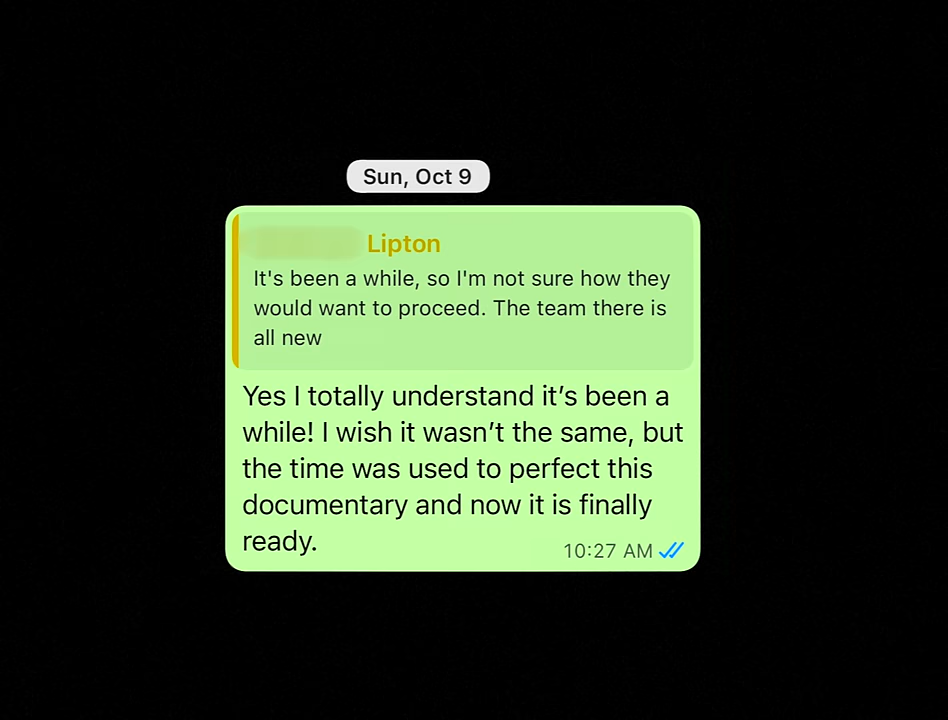 Sun, Oct 9
Lipton
It's been a while, so I'm not sure how they
would want to proceed. The team there is
all new
Yes I totally understand it’s been a
while! I wish it wasn’t the same, but
the time was used to perfect this
documentary and now it is finally
ready.
10:27 AM